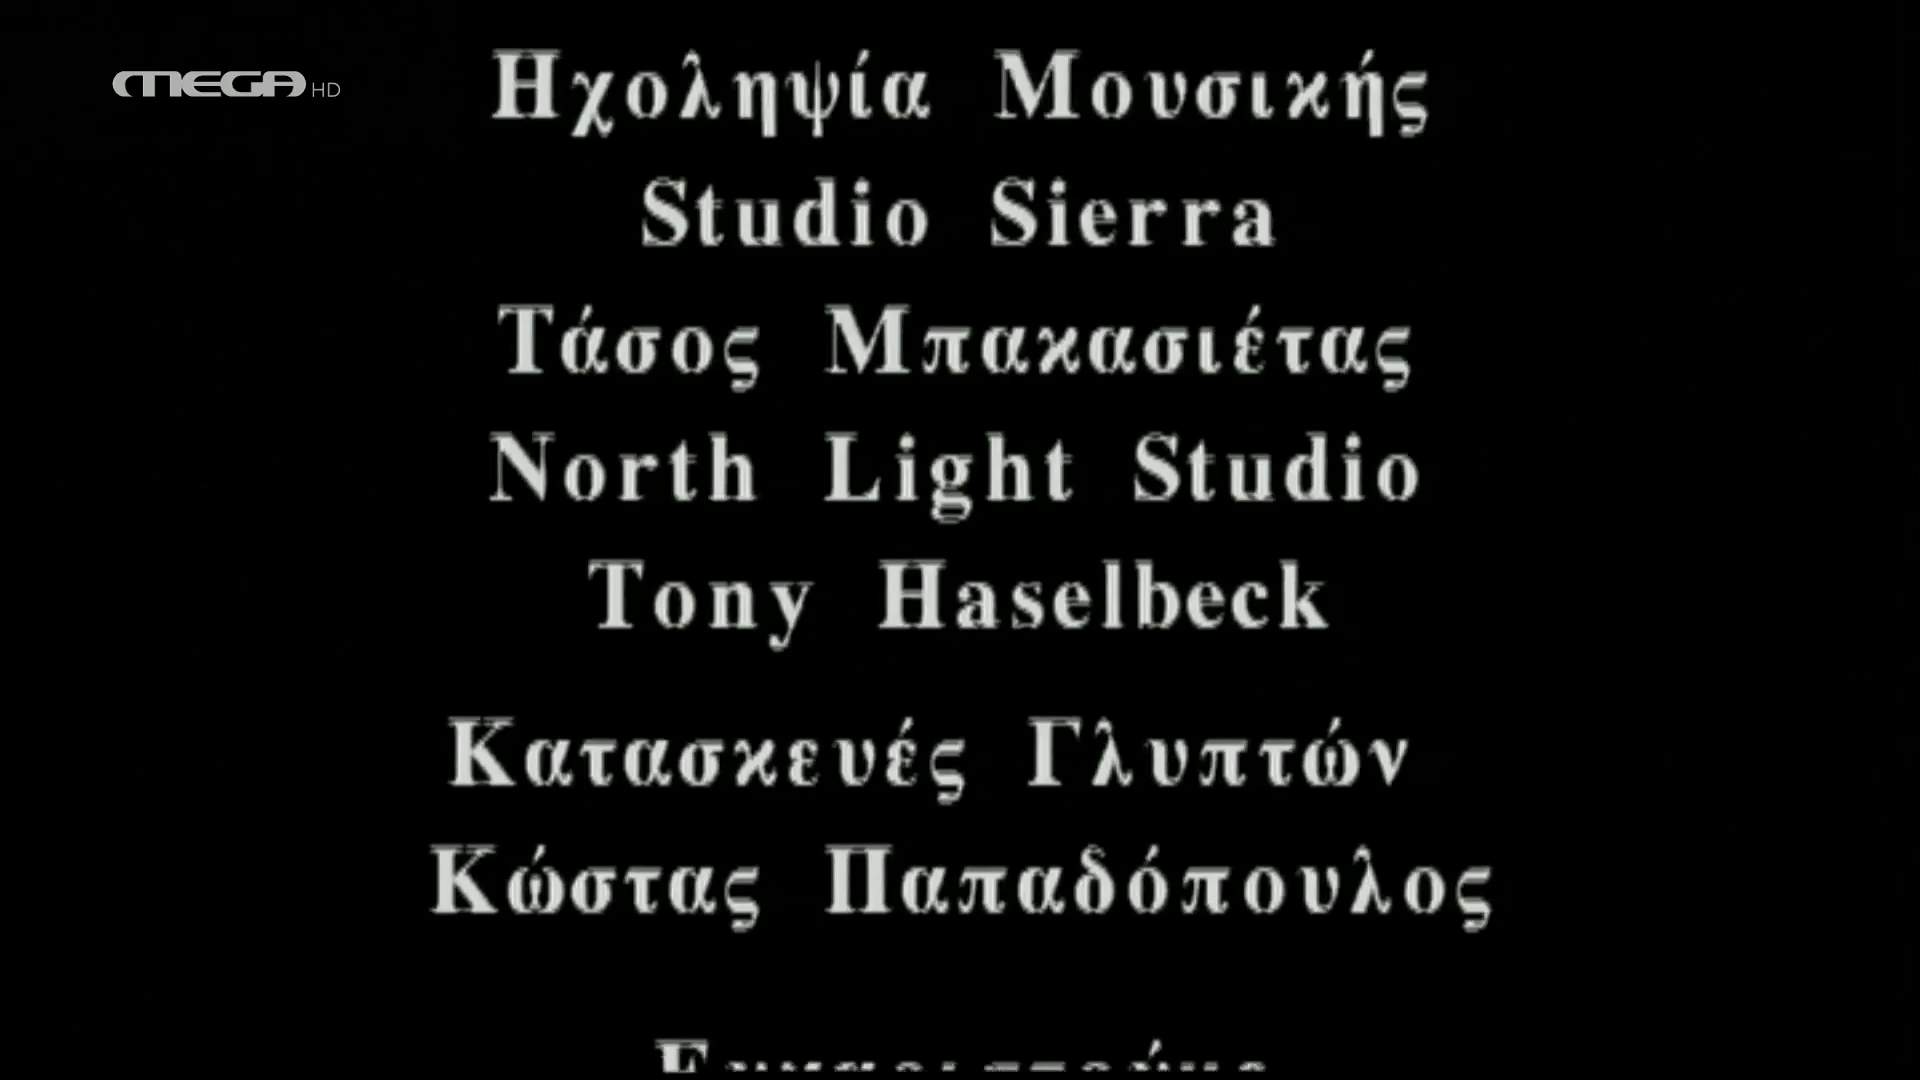 MEGA HD
Ηχοληψία Μουσικής
Studio Sierra
Τάσος Μπακασιέτας
North Light Studio
Tony Haselbeck
Κατασκευές Γλυπτών
Κώστας Παπαδόπουλος